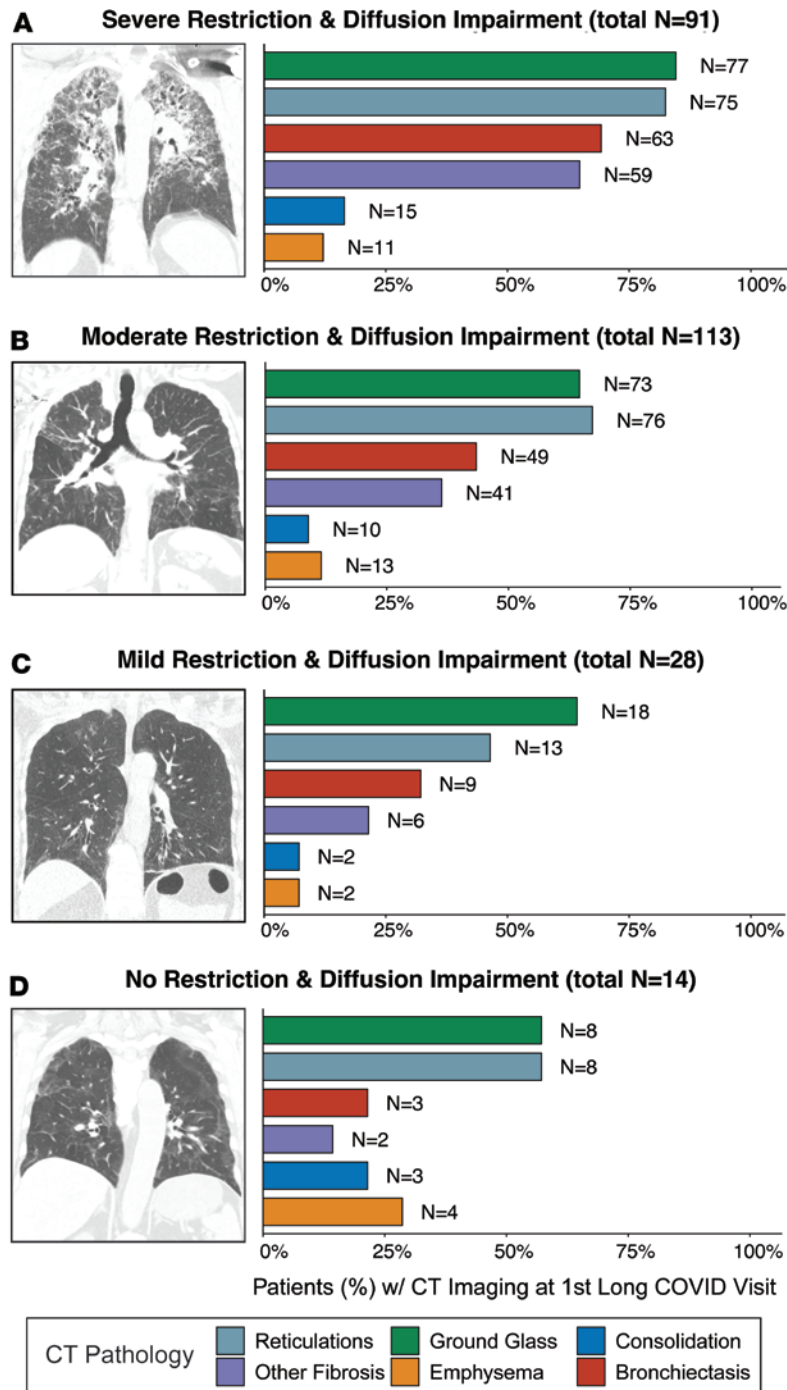 A Severe Restriction & Diffusion Impairment (total N=91)
N=77
N=75
N=63
N=59
N=15
N=11
0% 25% 50% 75% 100%
B Moderate Restriction & Diffusion Impairment (total N=113)
N=73
N=76
N=49
N=41
N=10
N=13
0% 25% 50% 75% 100%
C Mild Restriction & Diffusion Impairment (total N=28)
N=18
N=13
N=9
N=6
N=2
N=2
0% 25% 50% 75% 100%
D No Restriction & Diffusion Impairment (total N=14)
N=8
N=8
N=3
N=2
N=3
N=4
0% 25% 50% 75% 100%
Patients (%) w/ CT Imaging at 1st Long COVID Visit
CT Pathology
Reticulations Ground Glass Consolidation
Other Fibrosis Emphysema Bronchiectasis